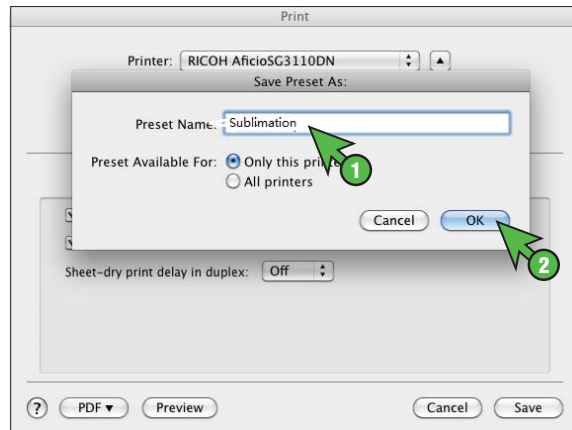 Print
Printer: RICOH AficioSG3110DN
Save Preset As:
Preset Name: Sublimation
Preset Available For: Only this
1
All printers
Cancel OK
2
Sheet-dry print delay in duplex: Off
? PDF Preview Cancel Save